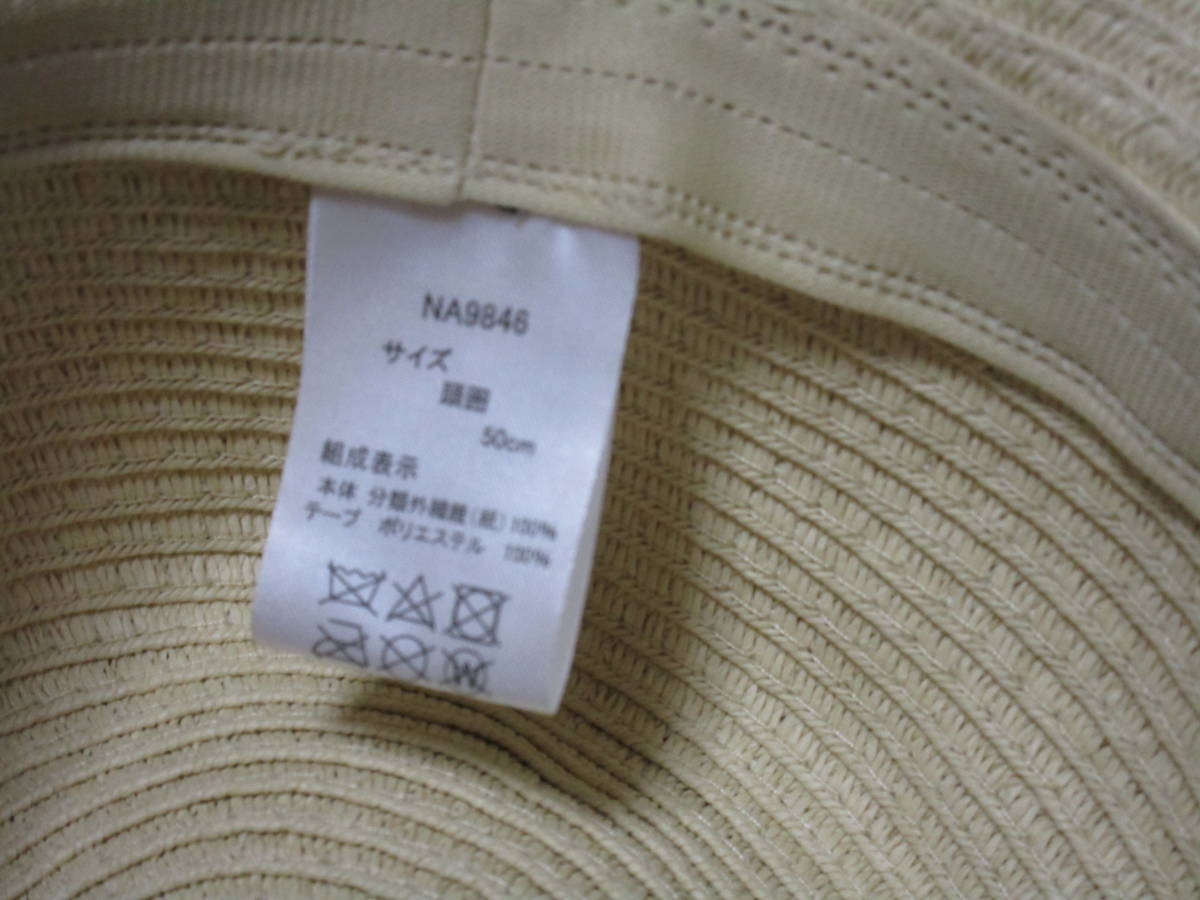 NA9846
サイズ
頭囲
50cm
組成表示
本体 分類外繊維(紙)100%
テープ ポリエステル 100%